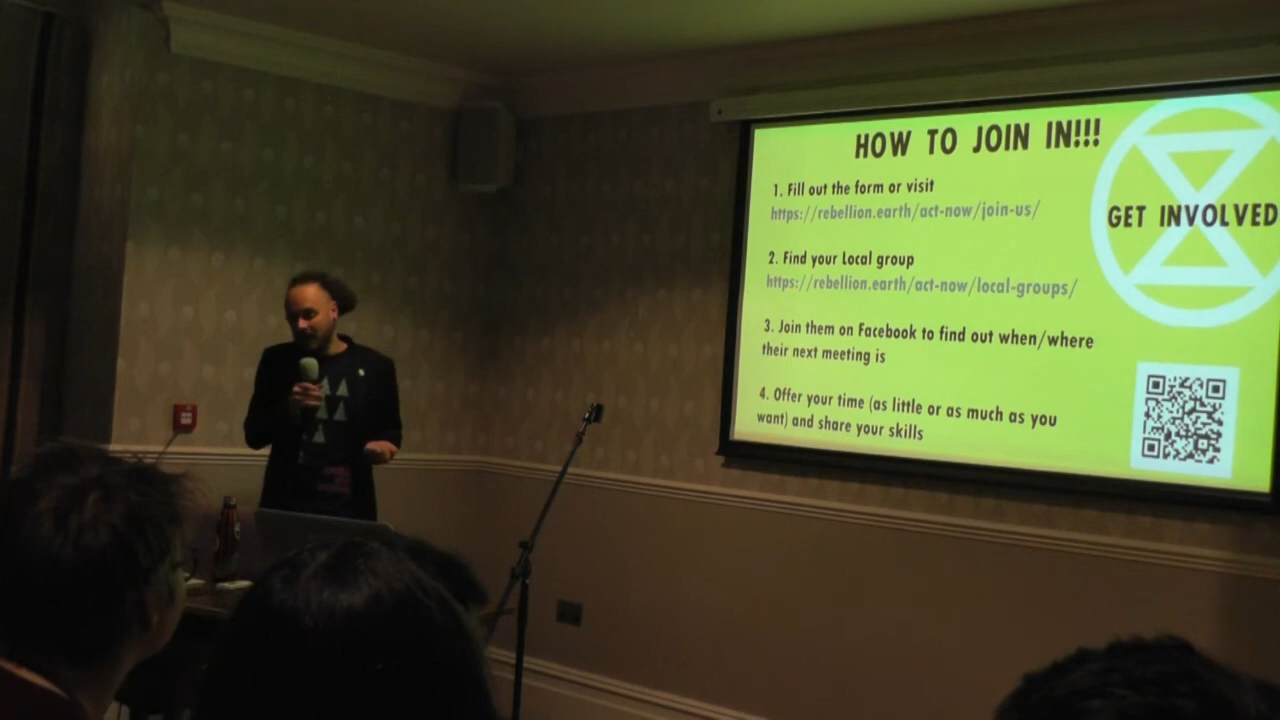 HOW TO JOIN IN!!!
1. Fill out the form or visit
https://rebellion.earth/act-now/join-us/
2. Find your Local group
https://rebellion.earth/act-now/local-groups/
3. Join them on Facebook to find out when/where
their next meeting is
4. Offer your time (as little or as much as you
want) and share your skills
GET INVOLVED